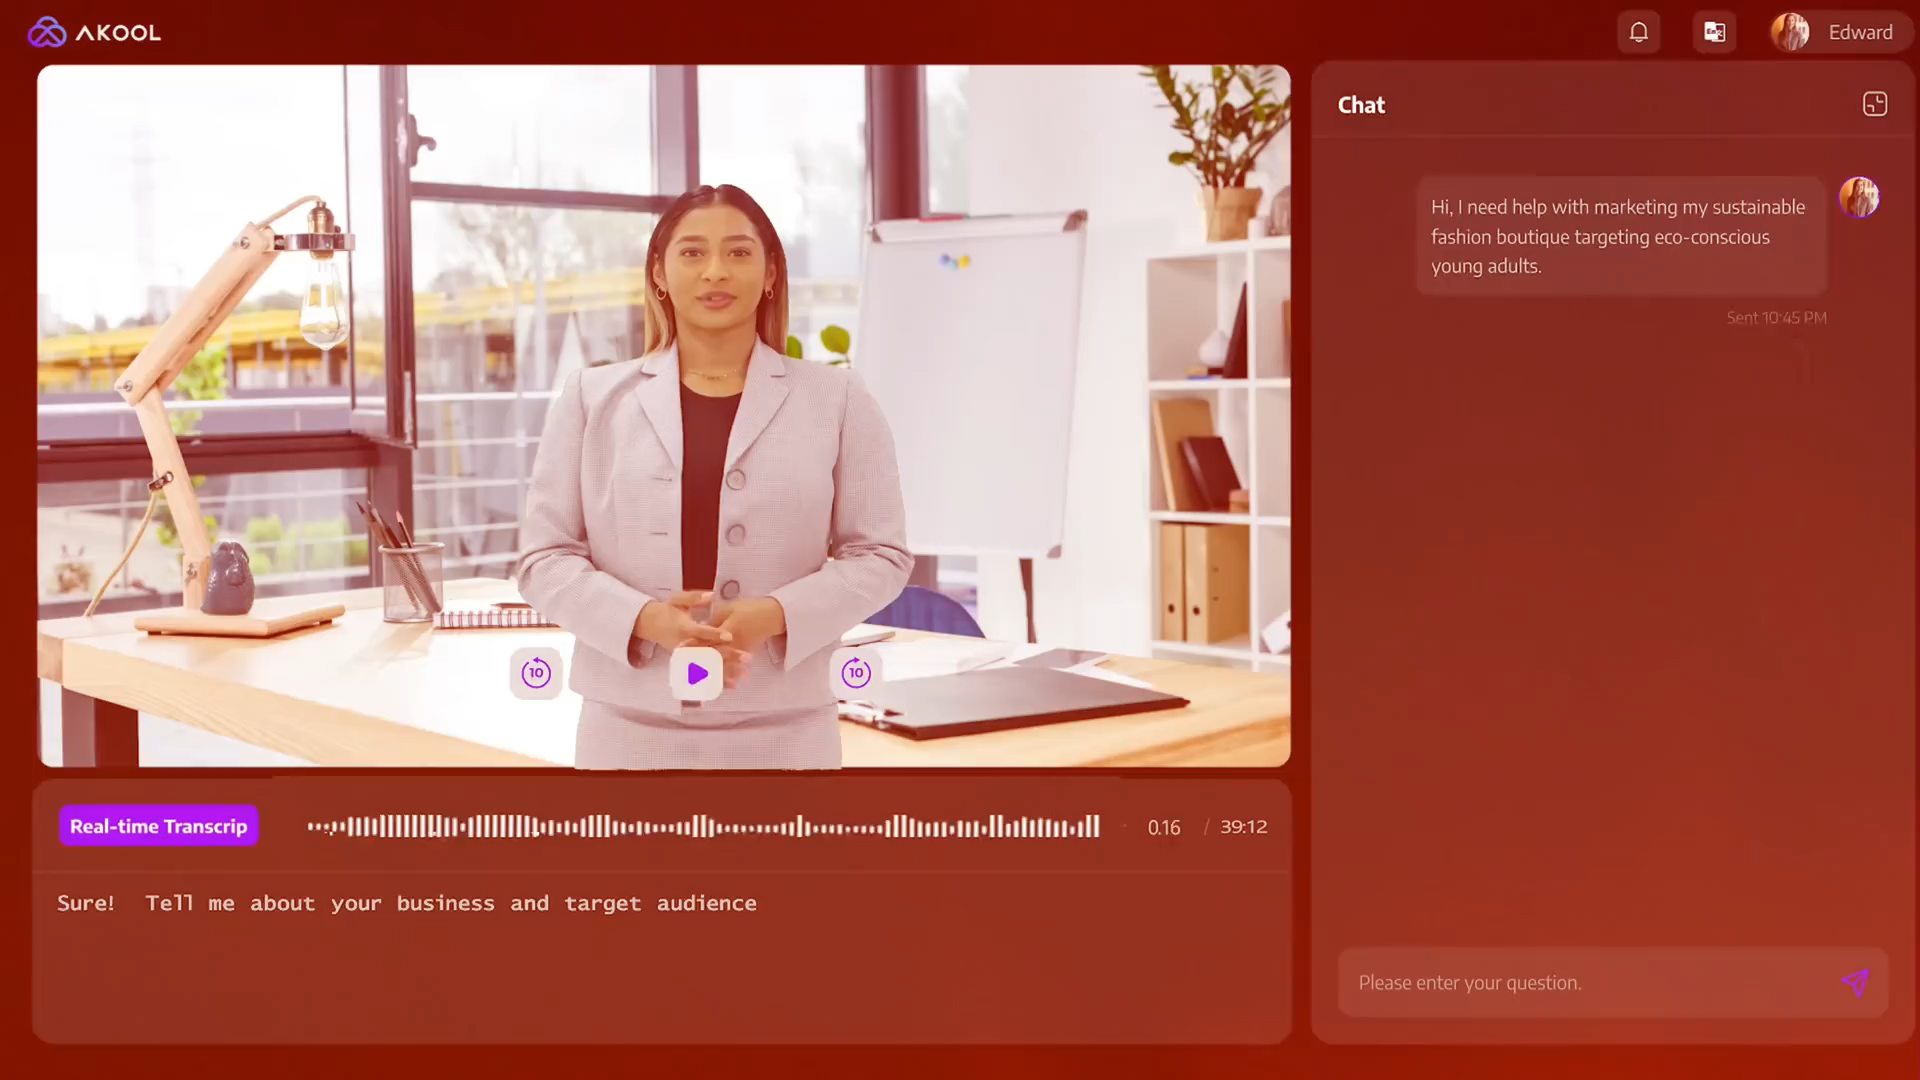 AKOOL
Edward
Chat
Hi, I need help with marketing my sustainable
fashion boutique targeting eco-conscious
young adults.
Sent 10:45 PM
10
10
Real-time Transcrip
0.16 / 39:12
Sure! Tell me about your business and target audience
Please enter your question.